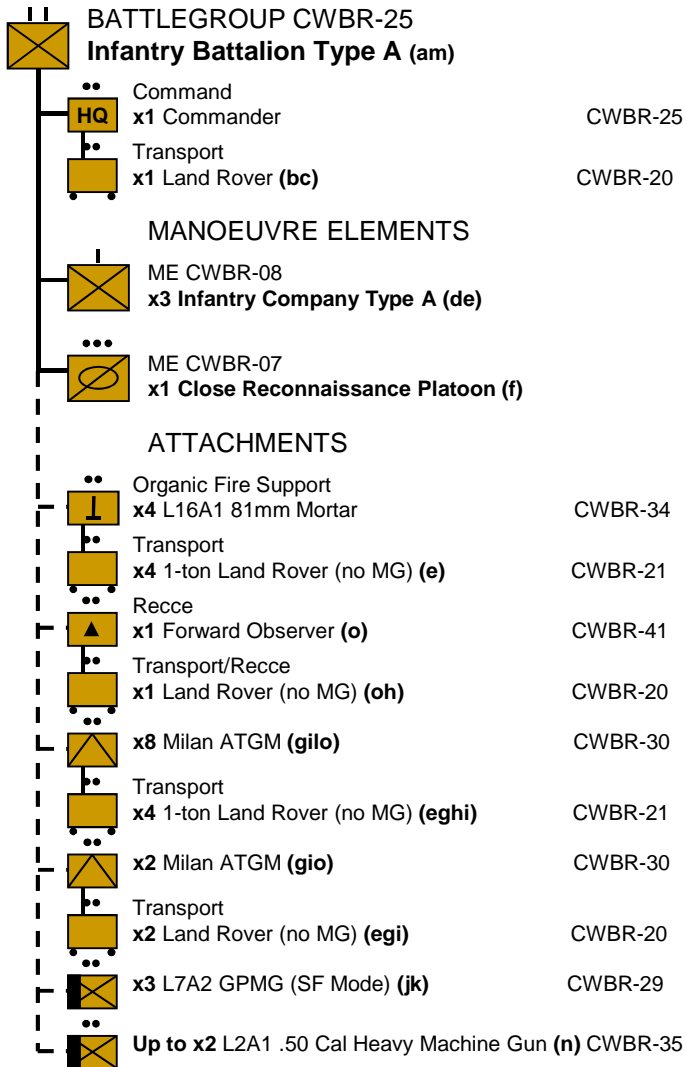 BATTLEGROUP CWBR-25
Infantry Battalion Type A (am)
Command
HQ x1 Commander CWBR-25
Transport
x1 Land Rover (bc) CWBR-20
MANOEUVRE ELEMENTS
ME CWBR-08
x3 Infantry Company Type A (de)
ME CWBR-07
x1 Close Reconnaissance Platoon (f)
ATTACHMENTS
Organic Fire Support
x4 L16A1 81mm Mortar CWBR-34
Transport
x4 1-ton Land Rover (no MG) (e) CWBR-21
Recce
x1 Forward Observer (o) CWBR-41
Transport/Recce
x1 Land Rover (no MG) (oh) CWBR-20
x8 Milan ATGM (gilo) CWBR-30
Transport
x4 1-ton Land Rover (no MG) (eghi) CWBR-21
x2 Milan ATGM (gio) CWBR-30
Transport
x2 Land Rover (no MG) (egi) CWBR-20
x3 L7A2 GPMG (SF Mode) (jk) CWBR-29
Up to x2 L2A1 .50 Cal Heavy Machine Gun (n) CWBR-35